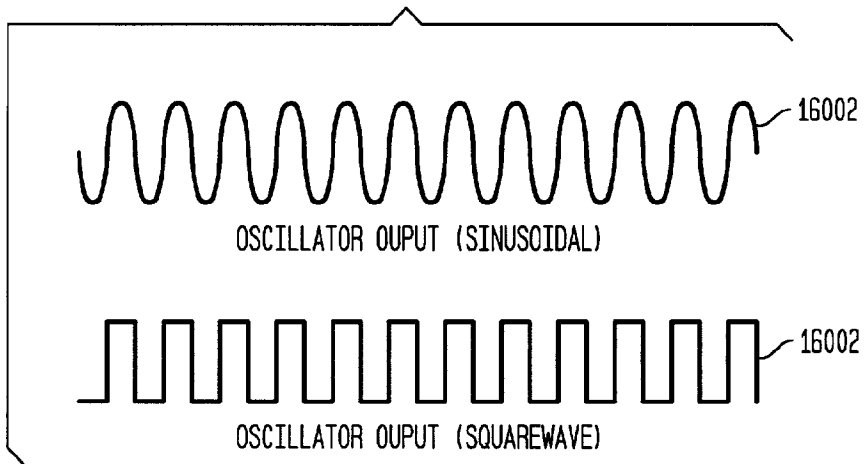 16002
OSCILLATOR OUPUT (SINUSOIDAL)
16002
OSCILLATOR OUPUT (SQUAREWAVE)